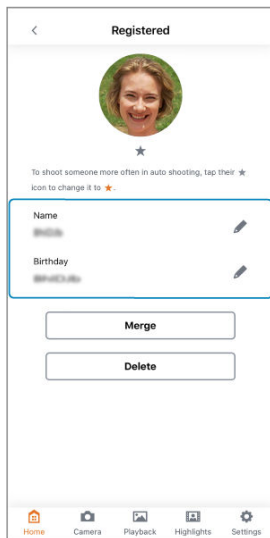 Registered
To shoot someone more often in auto shooting, tap their ★
icon to change it to ★.
Name
Birthday
Merge
Delete
Home Camera Playback Highlights Settings